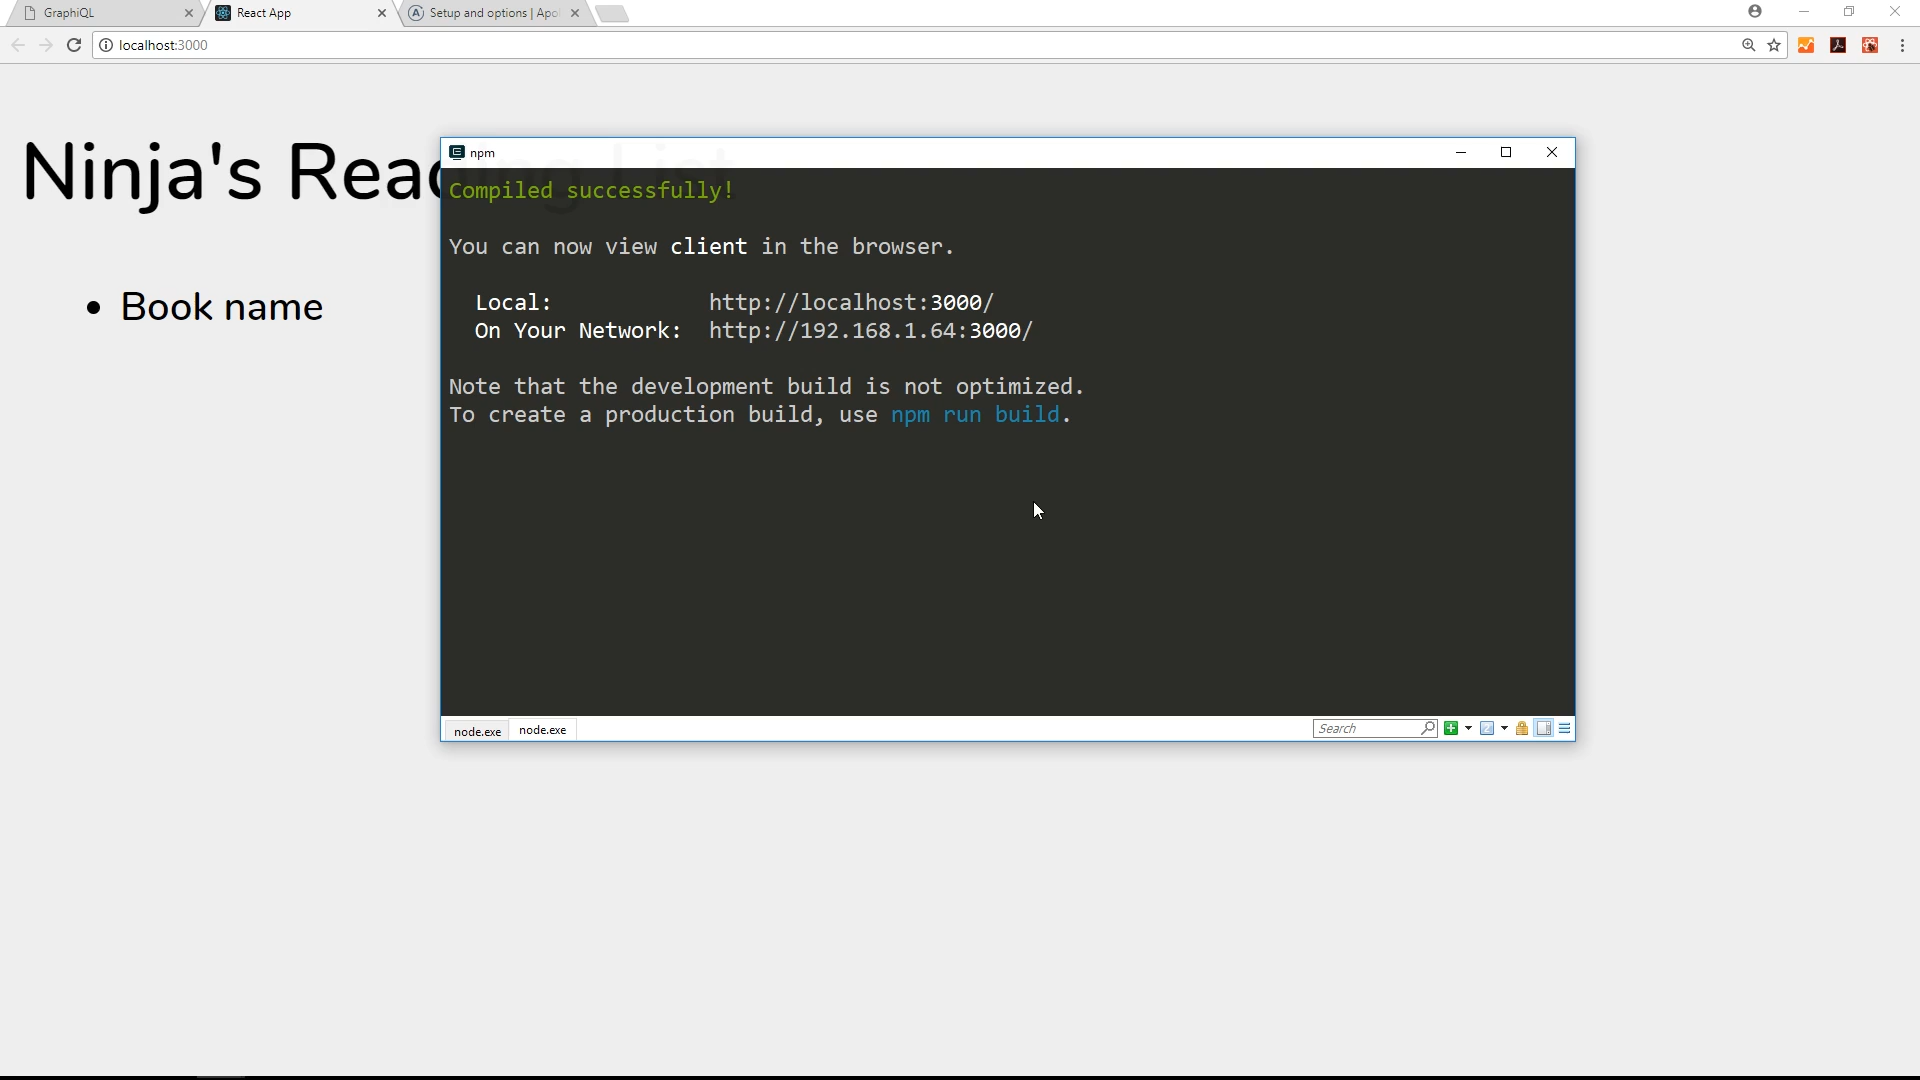 GraphiQL
React App
Setup and options | Apo
localhost:3000
Ninja's Reading List
npm
Compiled successfully!
You can now view client in the browser.
Book name
Local: http://localhost:3000/
On Your Network: http://192.168.1.64:3000/
Note that the development build is not optimized.
To create a production build, use npm run build.
node.exe
node.exe
Search